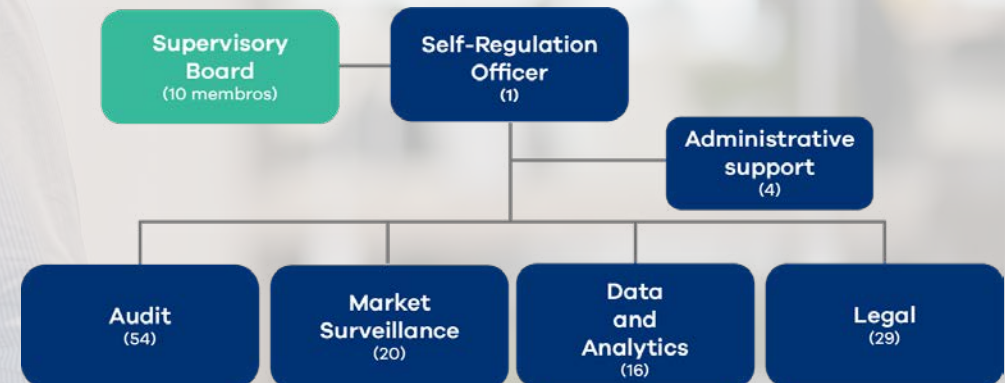 Supervisory
Board
(10 membros)
Self-Regulation
Officer
(1)
Administrative
support
(4)
Audit
(54)
Market
Surveillance
(20)
Data
and
Analytics
(16)
Legal
(29)